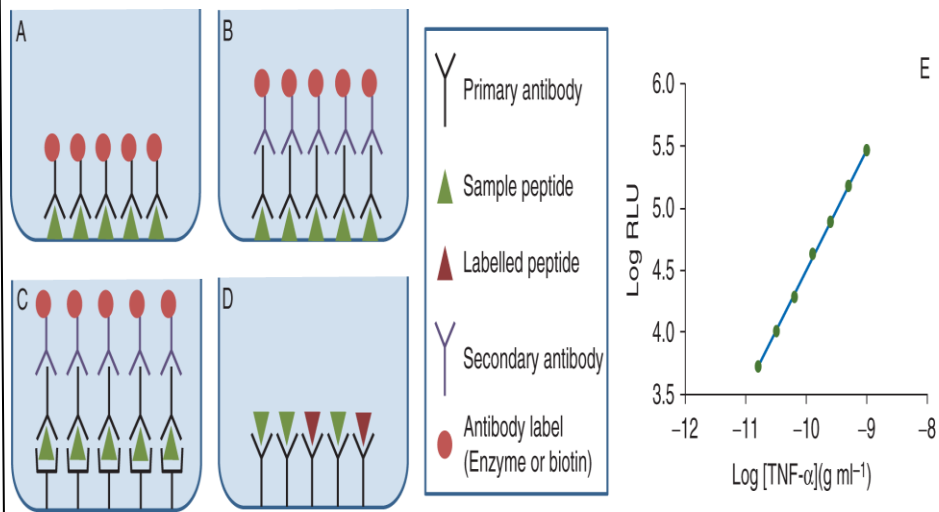 A
B
C
D
Primary antibody
Sample peptide
Labelled peptide
Secondary antibody
Antibody label
(Enzyme or biotin)
E
6.0
5.5
5.0
4.5
4.0
3.5
Log RLU
–12
–11
–10
–9
–8
Log [TNF-α](g ml⁻¹)